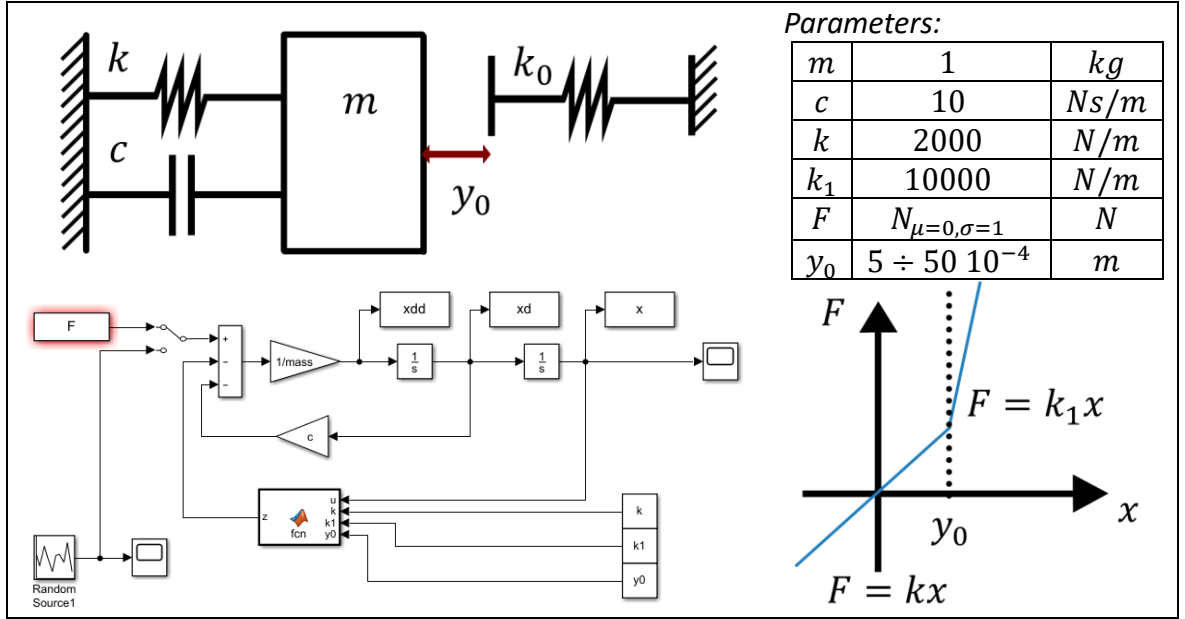 Parameters:
m 1 kg
c 10 Ns/m
k 2000 N/m
k₁ 10000 N/m
F N_{μ=0,σ=1} N
y₀ 5 ÷ 50 10⁻⁴ m
k
c
m
k₀
y₀
F
xdd
xd
x
+
−
−
1/mass
1/s
1/s
c
z
fcn
u
k
k1
y0
k
k1
y0
Random
Source1
F
F = k₁x
x
y₀
F = kx